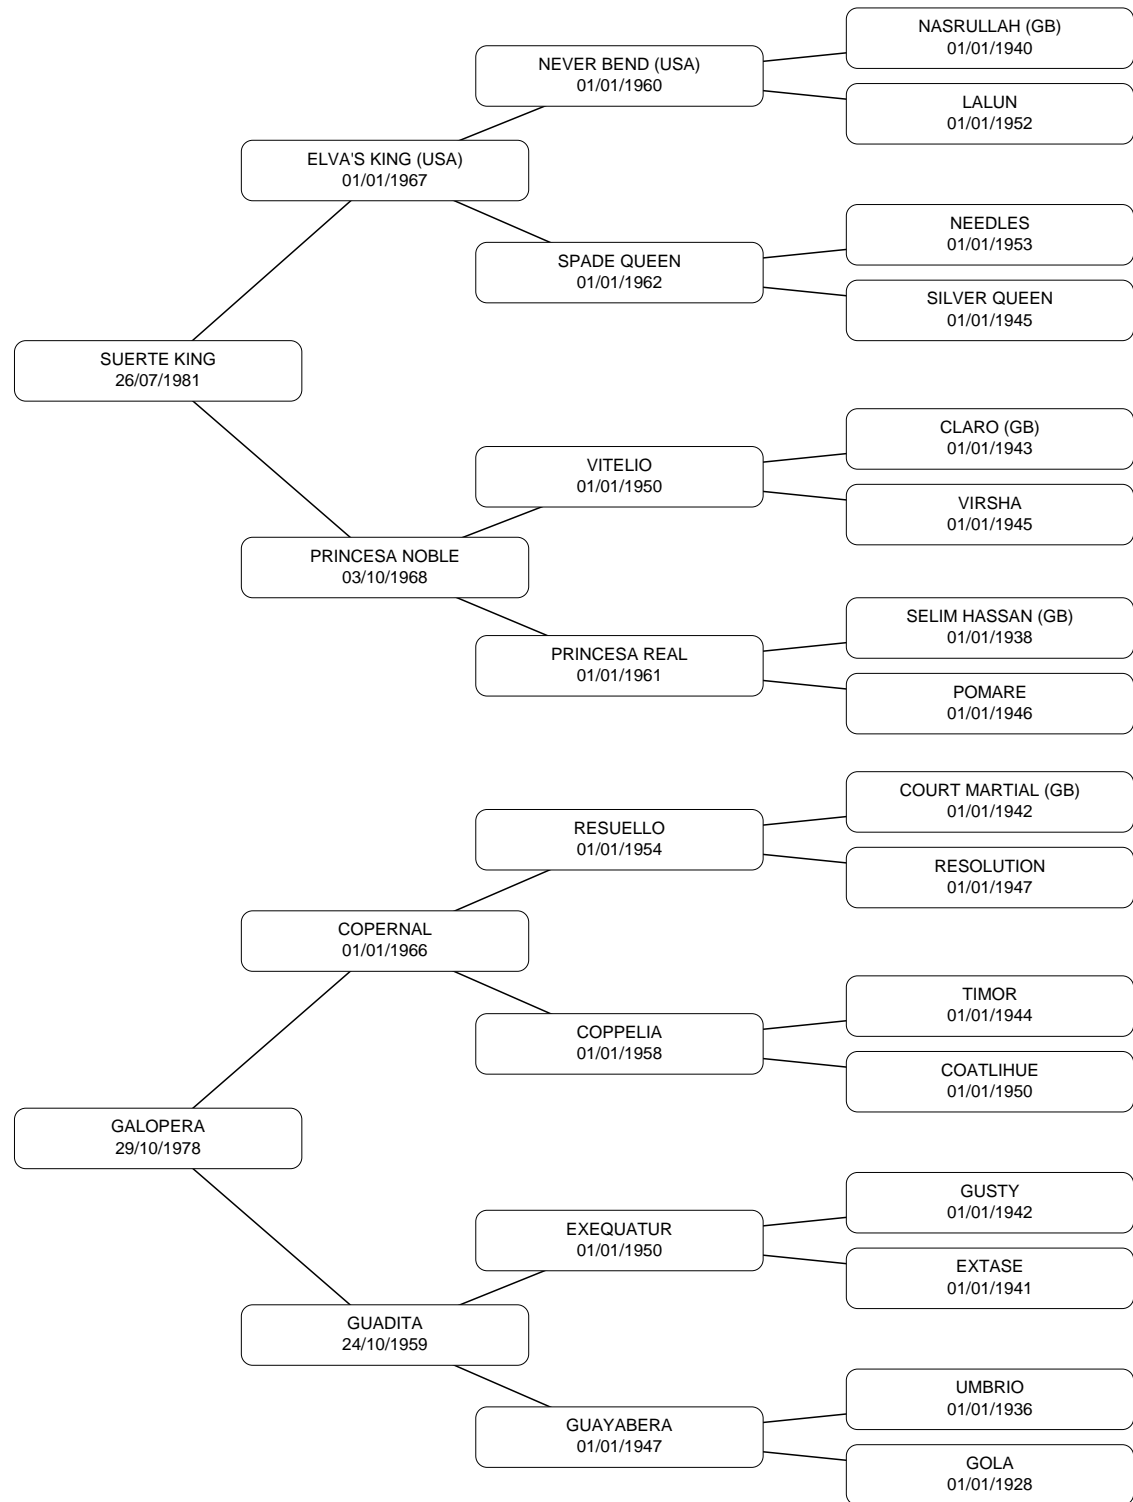 NASRULLAH (GB)
01/01/1940
NEVER BEND (USA)
01/01/1960
LALUN
01/01/1952
ELVA'S KING (USA)
01/01/1967
NEEDLES
01/01/1953
SPADE QUEEN
01/01/1962
SILVER QUEEN
01/01/1945
SUERTE KING
26/07/1981
CLARO (GB)
01/01/1943
VITELIO
01/01/1950
VIRSHA
01/01/1945
PRINCESA NOBLE
03/10/1968
SELIM HASSAN (GB)
01/01/1938
PRINCESA REAL
01/01/1961
POMARE
01/01/1946
COURT MARTIAL (GB)
01/01/1942
RESUELLO
01/01/1954
RESOLUTION
01/01/1947
COPERNAL
01/01/1966
TIMOR
01/01/1944
COPPELIA
01/01/1958
COATLIHUE
01/01/1950
GALOPERA
29/10/1978
GUSTY
01/01/1942
EXEQUATUR
01/01/1950
EXTASE
01/01/1941
GUADITA
24/10/1959
UMBRIO
01/01/1936
GUAYABERA
01/01/1947
GOLA
01/01/1928